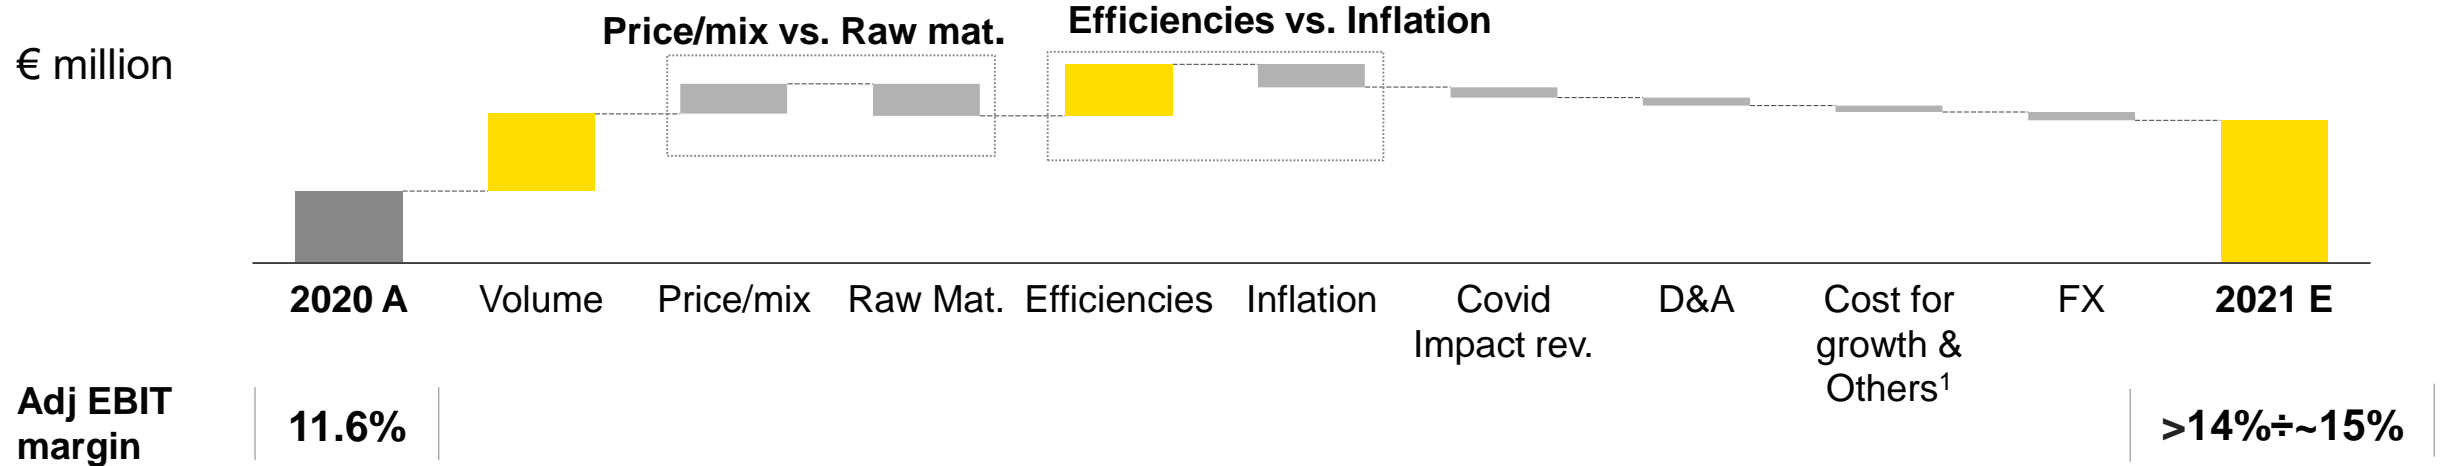 Price/mix vs. Raw mat.
Efficiencies vs. Inflation
€ million
2020 A
Volume
Price/mix
Raw Mat.
Efficiencies
Inflation
Covid
Impact rev.
D&A
Cost for
growth &
Others¹
FX
2021 E
Adj EBIT
margin
11.6%
>14%÷~15%